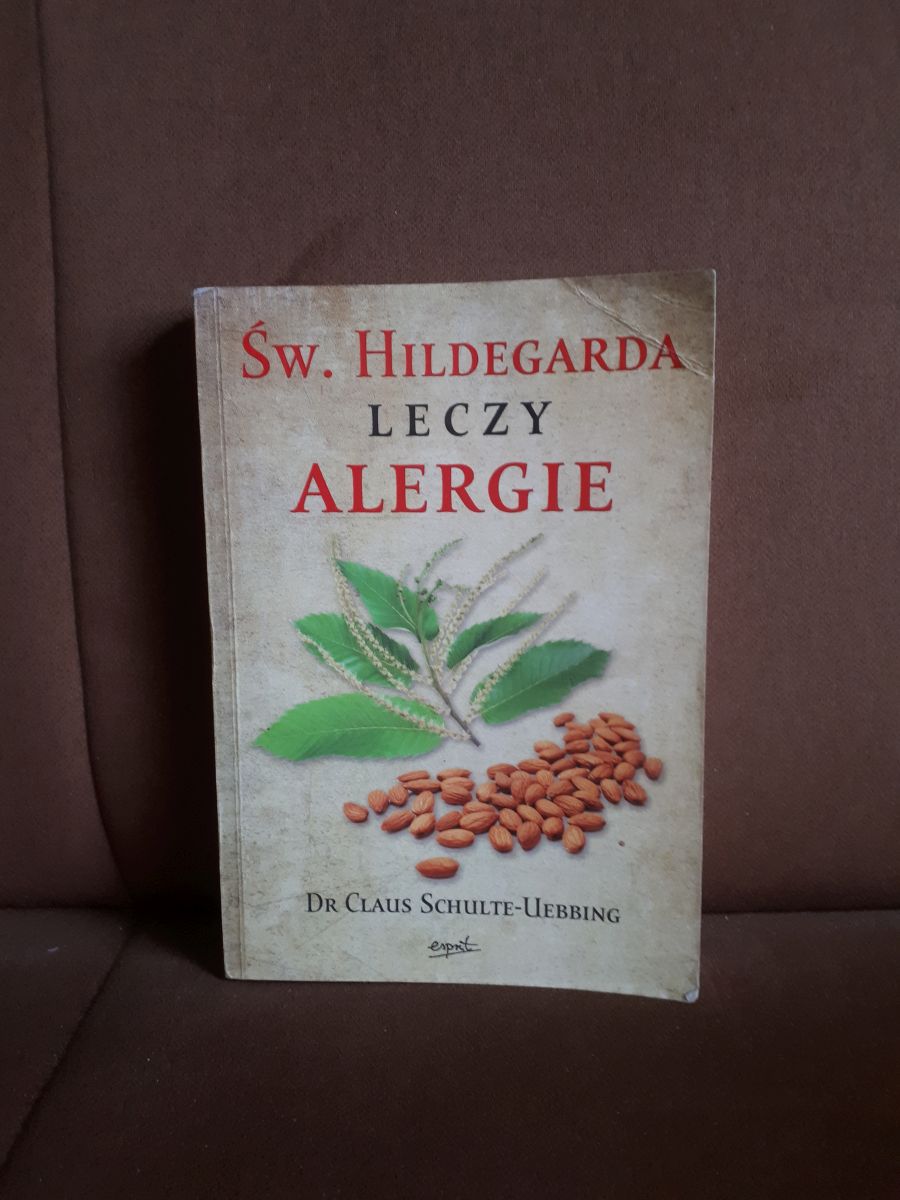 Św. Hildegarda
leczy
alergie
Dr Claus Schulte-Uebbing
esprit